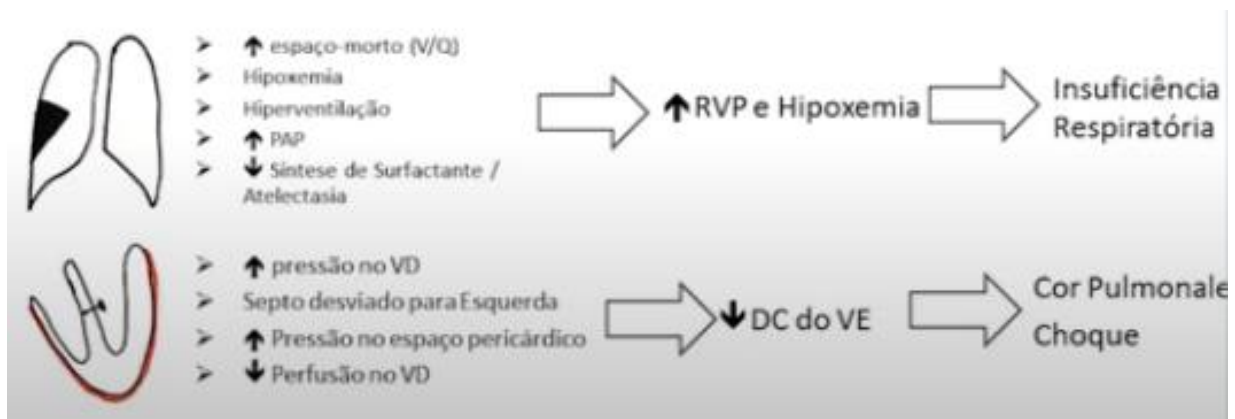 ➢ ↑ espaço-morto (V/Q)
➢ Hipoxemia
➢ Hiperventilação
➢ ↑ PAP
➢ ↓ Síntese de Surfactante /
Atelectasia
↑ RVP e Hipoxemia
Insuficiência
Respiratória
➢ ↑ pressão no VD
➢ Septo desviado para Esquerda
➢ ↑ Pressão no espaço pericárdico
➢ ↓ Perfusão no VD
↓ DC do VE
Cor Pulmonale
Choque